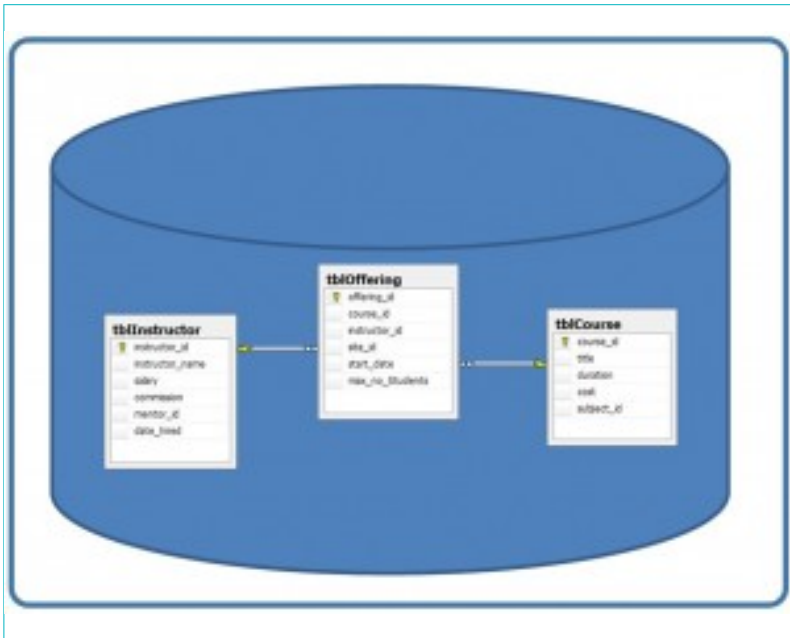 tblInstructor
instructor_id
instructor_name
salary
commission
mentor_id
date_hired
tblOffering
offering_id
course_id
instructor_id
site_id
start_date
max_no_Students
tblCourse
course_id
title
duration
cost
subject_id